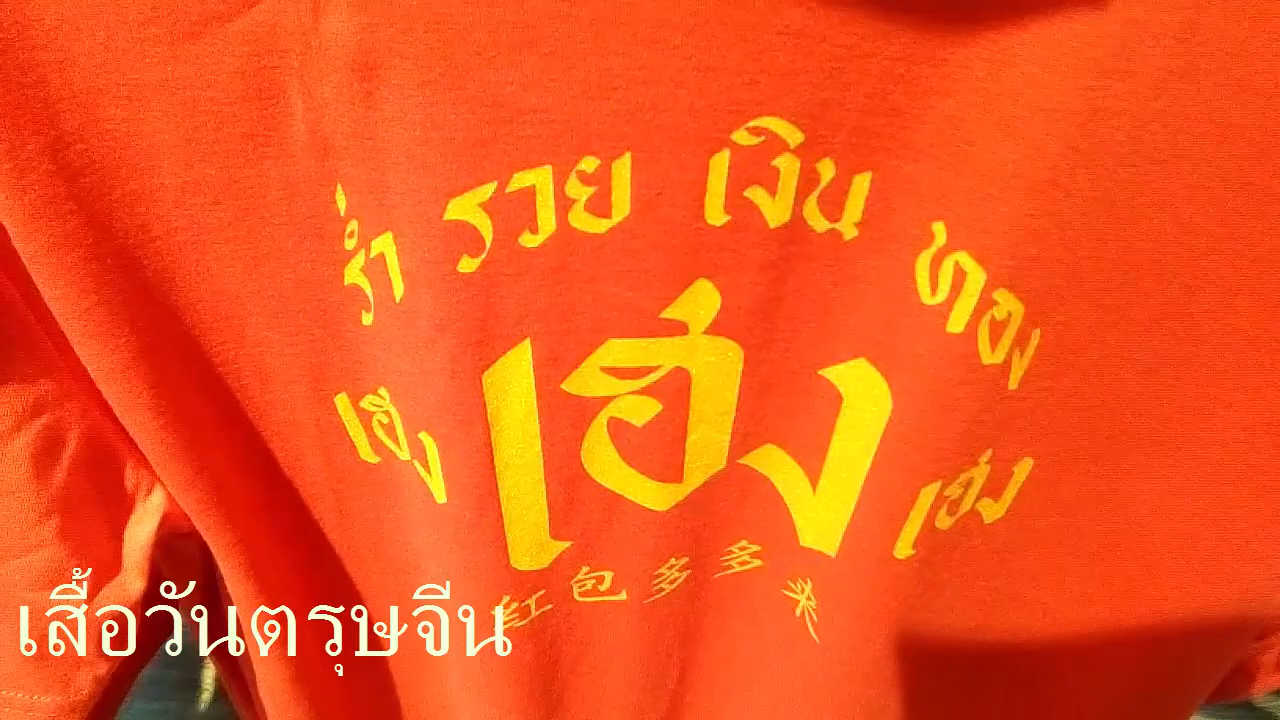 ร่ำ รวย เงิน ทอง
เฮง เฮ่ง เฮ่ง
红包多多来
เสื้อวันตรุษจีน